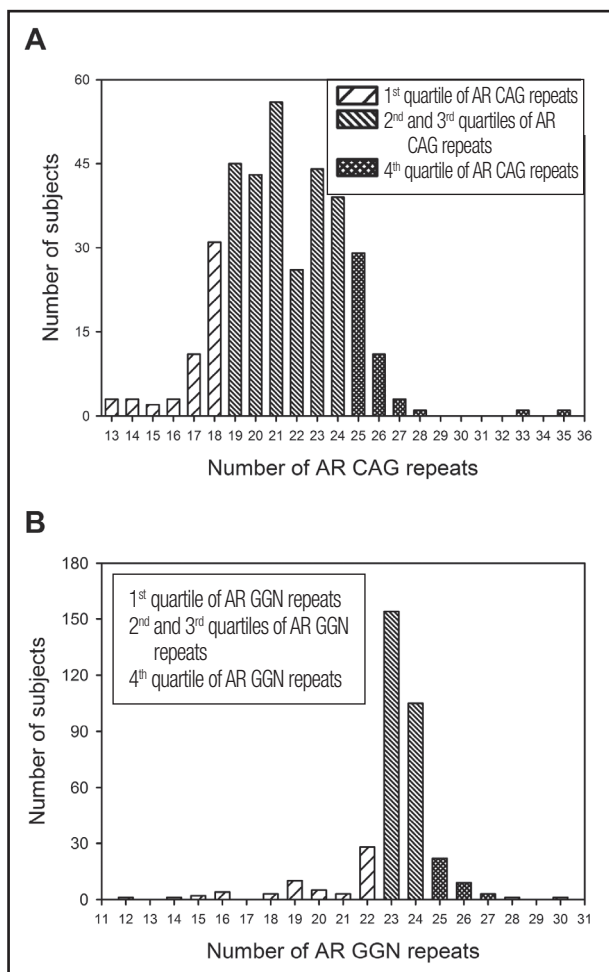 A
60
45
30
15
0
Number of subjects
1st quartile of AR CAG repeats
2nd and 3rd quartiles of AR
CAG repeats
4th quartile of AR CAG repeats
13 14 15 16 17 18 19 20 21 22 23 24 25 26 27 28 29 30 31 32 33 34 35 36
Number of AR CAG repeats
B
180
150
120
90
60
30
0
Number of subjects
1st quartile of AR GGN repeats
2nd and 3rd quartiles of AR GGN
repeats
4th quartile of AR GGN repeats
11 12 13 14 15 16 17 18 19 20 21 22 23 24 25 26 27 28 30 31
Number of AR GGN repeats